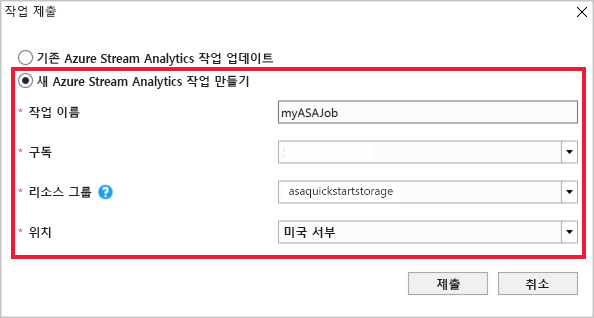 작업 제출
기존 Azure Stream Analytics 작업 업데이트
새 Azure Stream Analytics 작업 만들기
* 작업 이름
myASAJob
* 구독
* 리소스 그룹 ?
asaquickstartstorage
* 위치
미국 서부
제출
취소